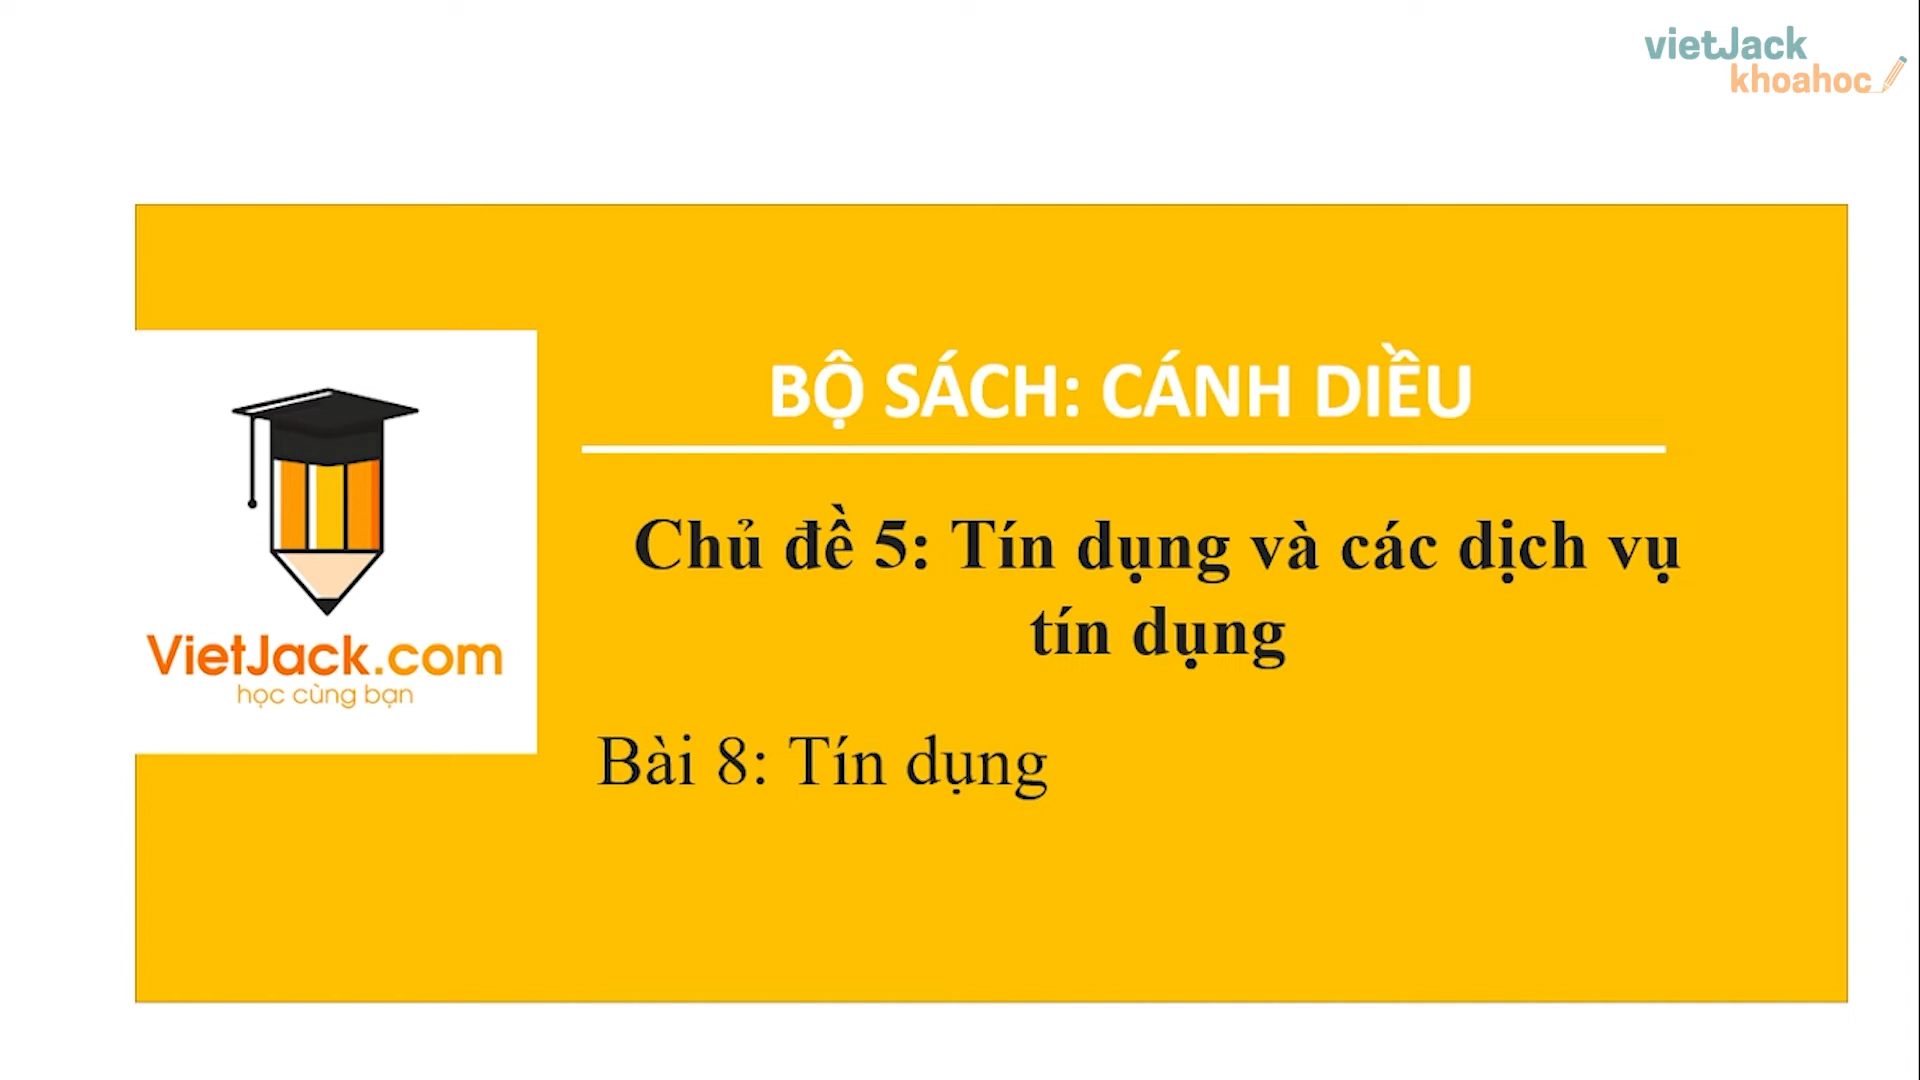 vietJack
khoahoc
BỘ SÁCH: CÁNH DIỀU
Chủ đề 5: Tín dụng và các dịch vụ
tín dụng
VietJack.com
học cùng bạn
Bài 8: Tín dụng